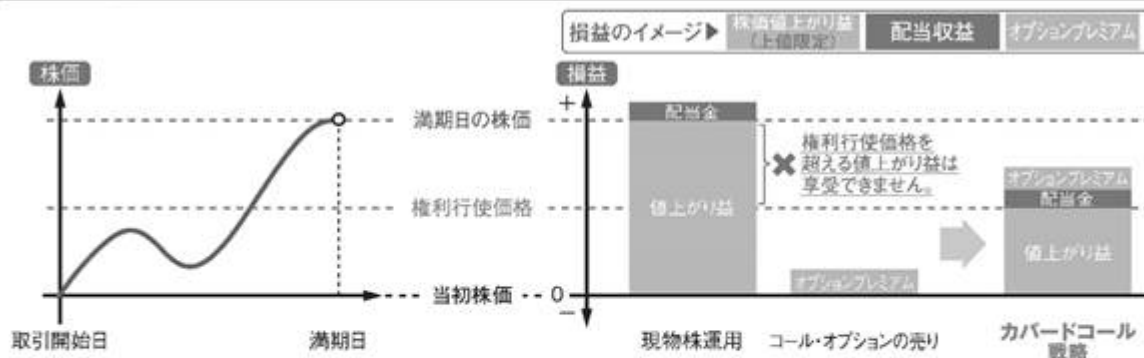 損益のイメージ▶ 株価値上がり益 (上値限定) 配当収益 オプションプレミアム
株価
損益
+
満期日の株価
配当金
権利行使価格を
超える値上がり益は
享受できません。
権利行使価格
値上がり益
オプションプレミアム
配当金
値上がり益
オプションプレミアム
当初株価
0
−
取引開始日
満期日
現物株運用
コール・オプションの売り
カバードコール
戦略